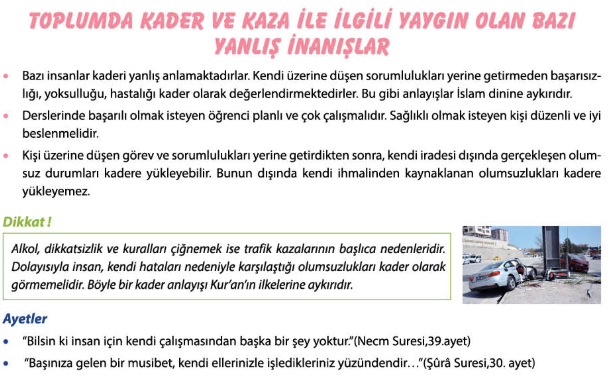 TOPLUMDA KADER VE KAZA İLE İLGİLİ YAYGIN OLAN BAZI
YANLIŞ İNANIŞLAR
• Bazı insanlar kaderi yanlış anlamaktadırlar. Kendi üzerine düşen sorumlulukları yerine getirmeden başarısız-
lığı, yoksulluğu, hastalığı kader olarak değerlendirmektedirler. Bu gibi anlayışlar İslam dinine aykırıdır.
• Derslerinde başarılı olmak isteyen öğrenci planlı ve çok çalışmalıdır. Sağlıklı olmak isteyen kişi düzenli ve iyi
beslenmelidir.
• Kişi üzerine düşen görev ve sorumlulukları yerine getirdikten sonra, kendi iradesi dışında gerçekleşen olum-
suz durumları kadere yükleyebilir. Bunun dışında kendi ihmalinden kaynaklanan olumsuzlukları kadere
yükleyemez.
Dikkat !
Alkol, dikkatsizlik ve kuralları çiğnemek ise trafik kazalarının başlıca nedenleridir.
Dolayısıyla insan, kendi hataları nedeniyle karşılaştığı olumsuzlukları kader olarak
görmemelidir. Böyle bir kader anlayışı Kur'an'ın ilkelerine aykırıdır.
Ayetler
• “Bilsin ki insan için kendi çalışmasından başka bir şey yoktur.”(Necm Suresi,39.ayet)
• “Başınıza gelen bir musibet, kendi ellerinizle işledikleriniz yüzündendir…”(Şûrâ Suresi,30. ayet)